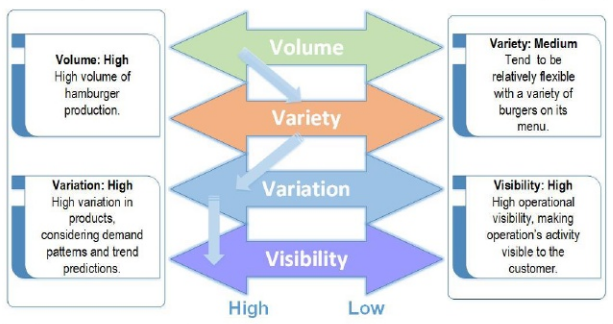 Volume: High
High volume of
hamburger
production.
Variation: High
High variation in
products,
considering demand
patterns and trend
predictions.
Volume
Variety
Variation
Visibility
High
Low
Variety: Medium
Tend to be
relatively flexible
with a variety of
burgers on its
menu.
Visibility: High
High operational
visibility, making
operation's activity
visible to the
customer.